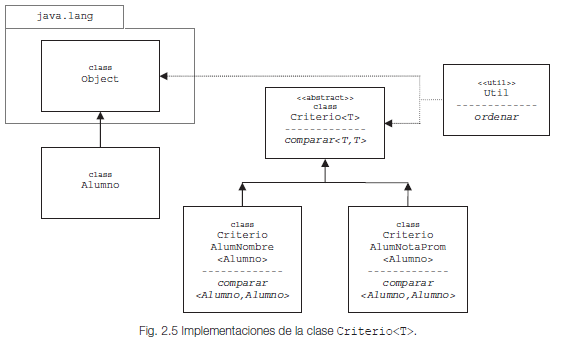 java.lang
class
Object
<<abstract>>
class
Criterio<T>
comparar<T,T>
<<util>>
Util
ordenar
class
Alumno
class
Criterio
AlumNombre
<Alumno>
comparar
<Alumno,Alumno>
class
Criterio
AlumNotaProm
<Alumno>
comparar
<Alumno,Alumno>
Fig. 2.5 Implementaciones de la clase Criterio<T>.